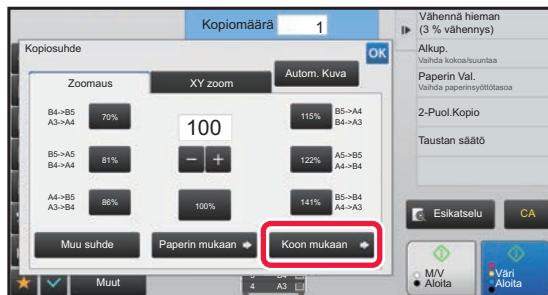 Kopiomäärä 1
Kopiosuhde
OK
Zoomaus
XY zoom
Autom. Kuva
B4->B5
A3->A4
70%
100
115%
B5->A4
B4->A3
B5->A5
B4->A4
81%
122%
A5->B5
A4->B4
A4->B5
A3->B4
86%
100%
141%
B5->B4
A4->A3
Muu suhde
Paperin mukaan
Koon mukaan
Muut
4 A3
Vähennä hieman
(3 % vähennys)
Alkup.
Vaihda kokoa/suuntaa
Paperin Val.
Vaihda paperinsyöttötasoa
2-Puol.Kopio
Taustan säätö
Esikatselu
CA
M/V
Aloita
Väri
Aloita